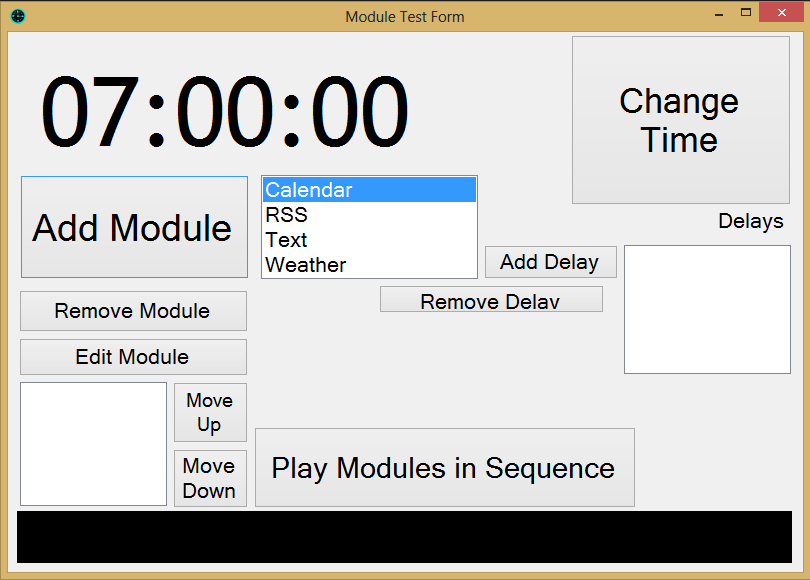 Module Test Form
07:00:00
Change
Time
Add Module
Calendar
RSS
Text
Weather
Delays
Add Delay
Remove Delay
Remove Module
Edit Module
Move
Up
Move
Down
Play Modules in Sequence